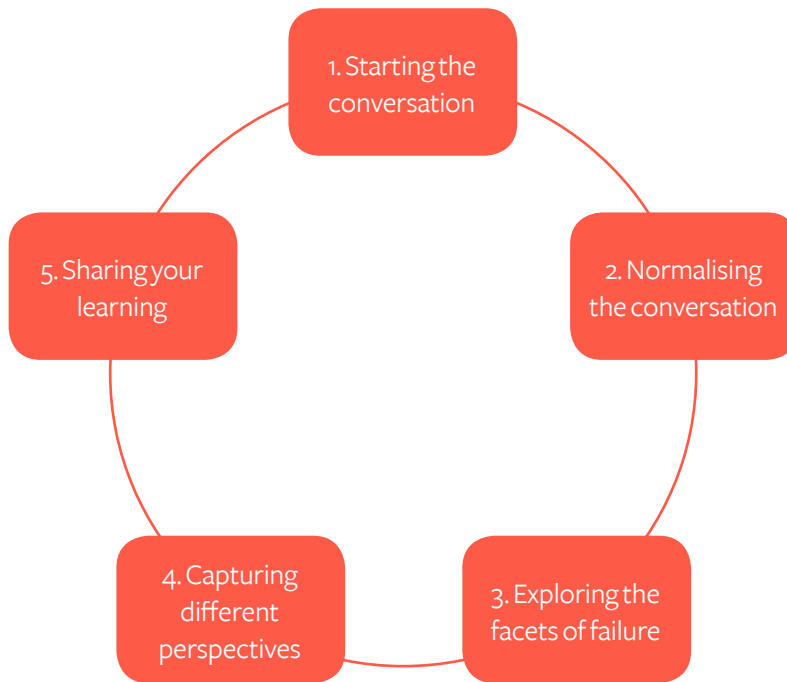 1. Starting the
conversation
2. Normalising
the conversation
3. Exploring the
facets of failure
4. Capturing
different
perspectives
5. Sharing your
learning